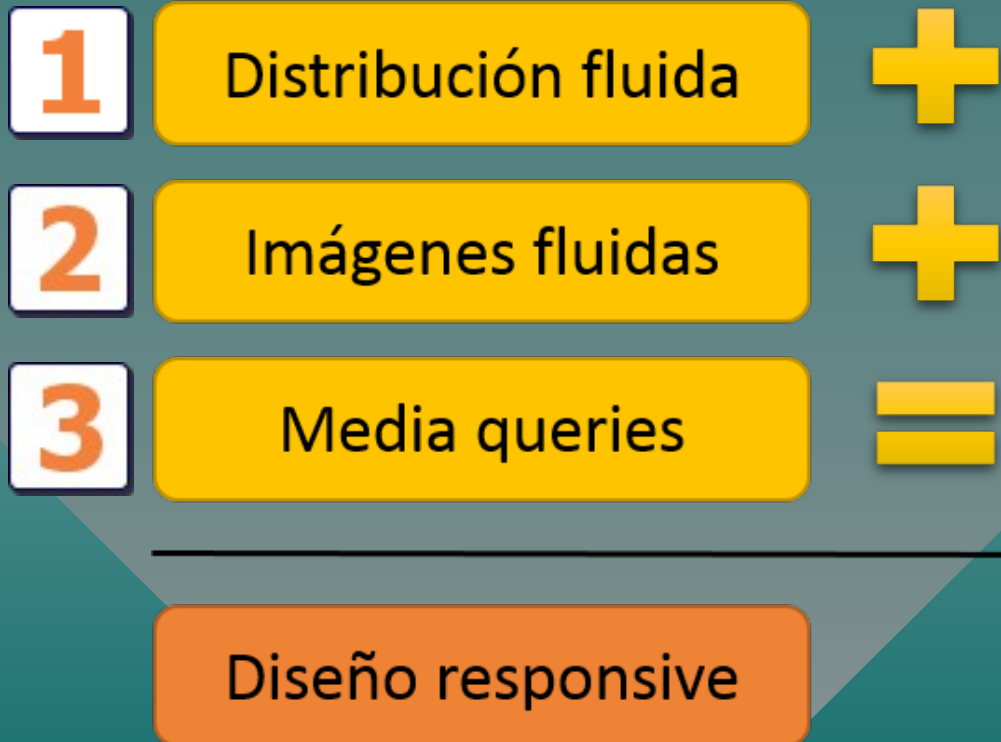 1 Distribución fluida +
2 Imágenes fluidas +
3 Media queries =
Diseño responsive